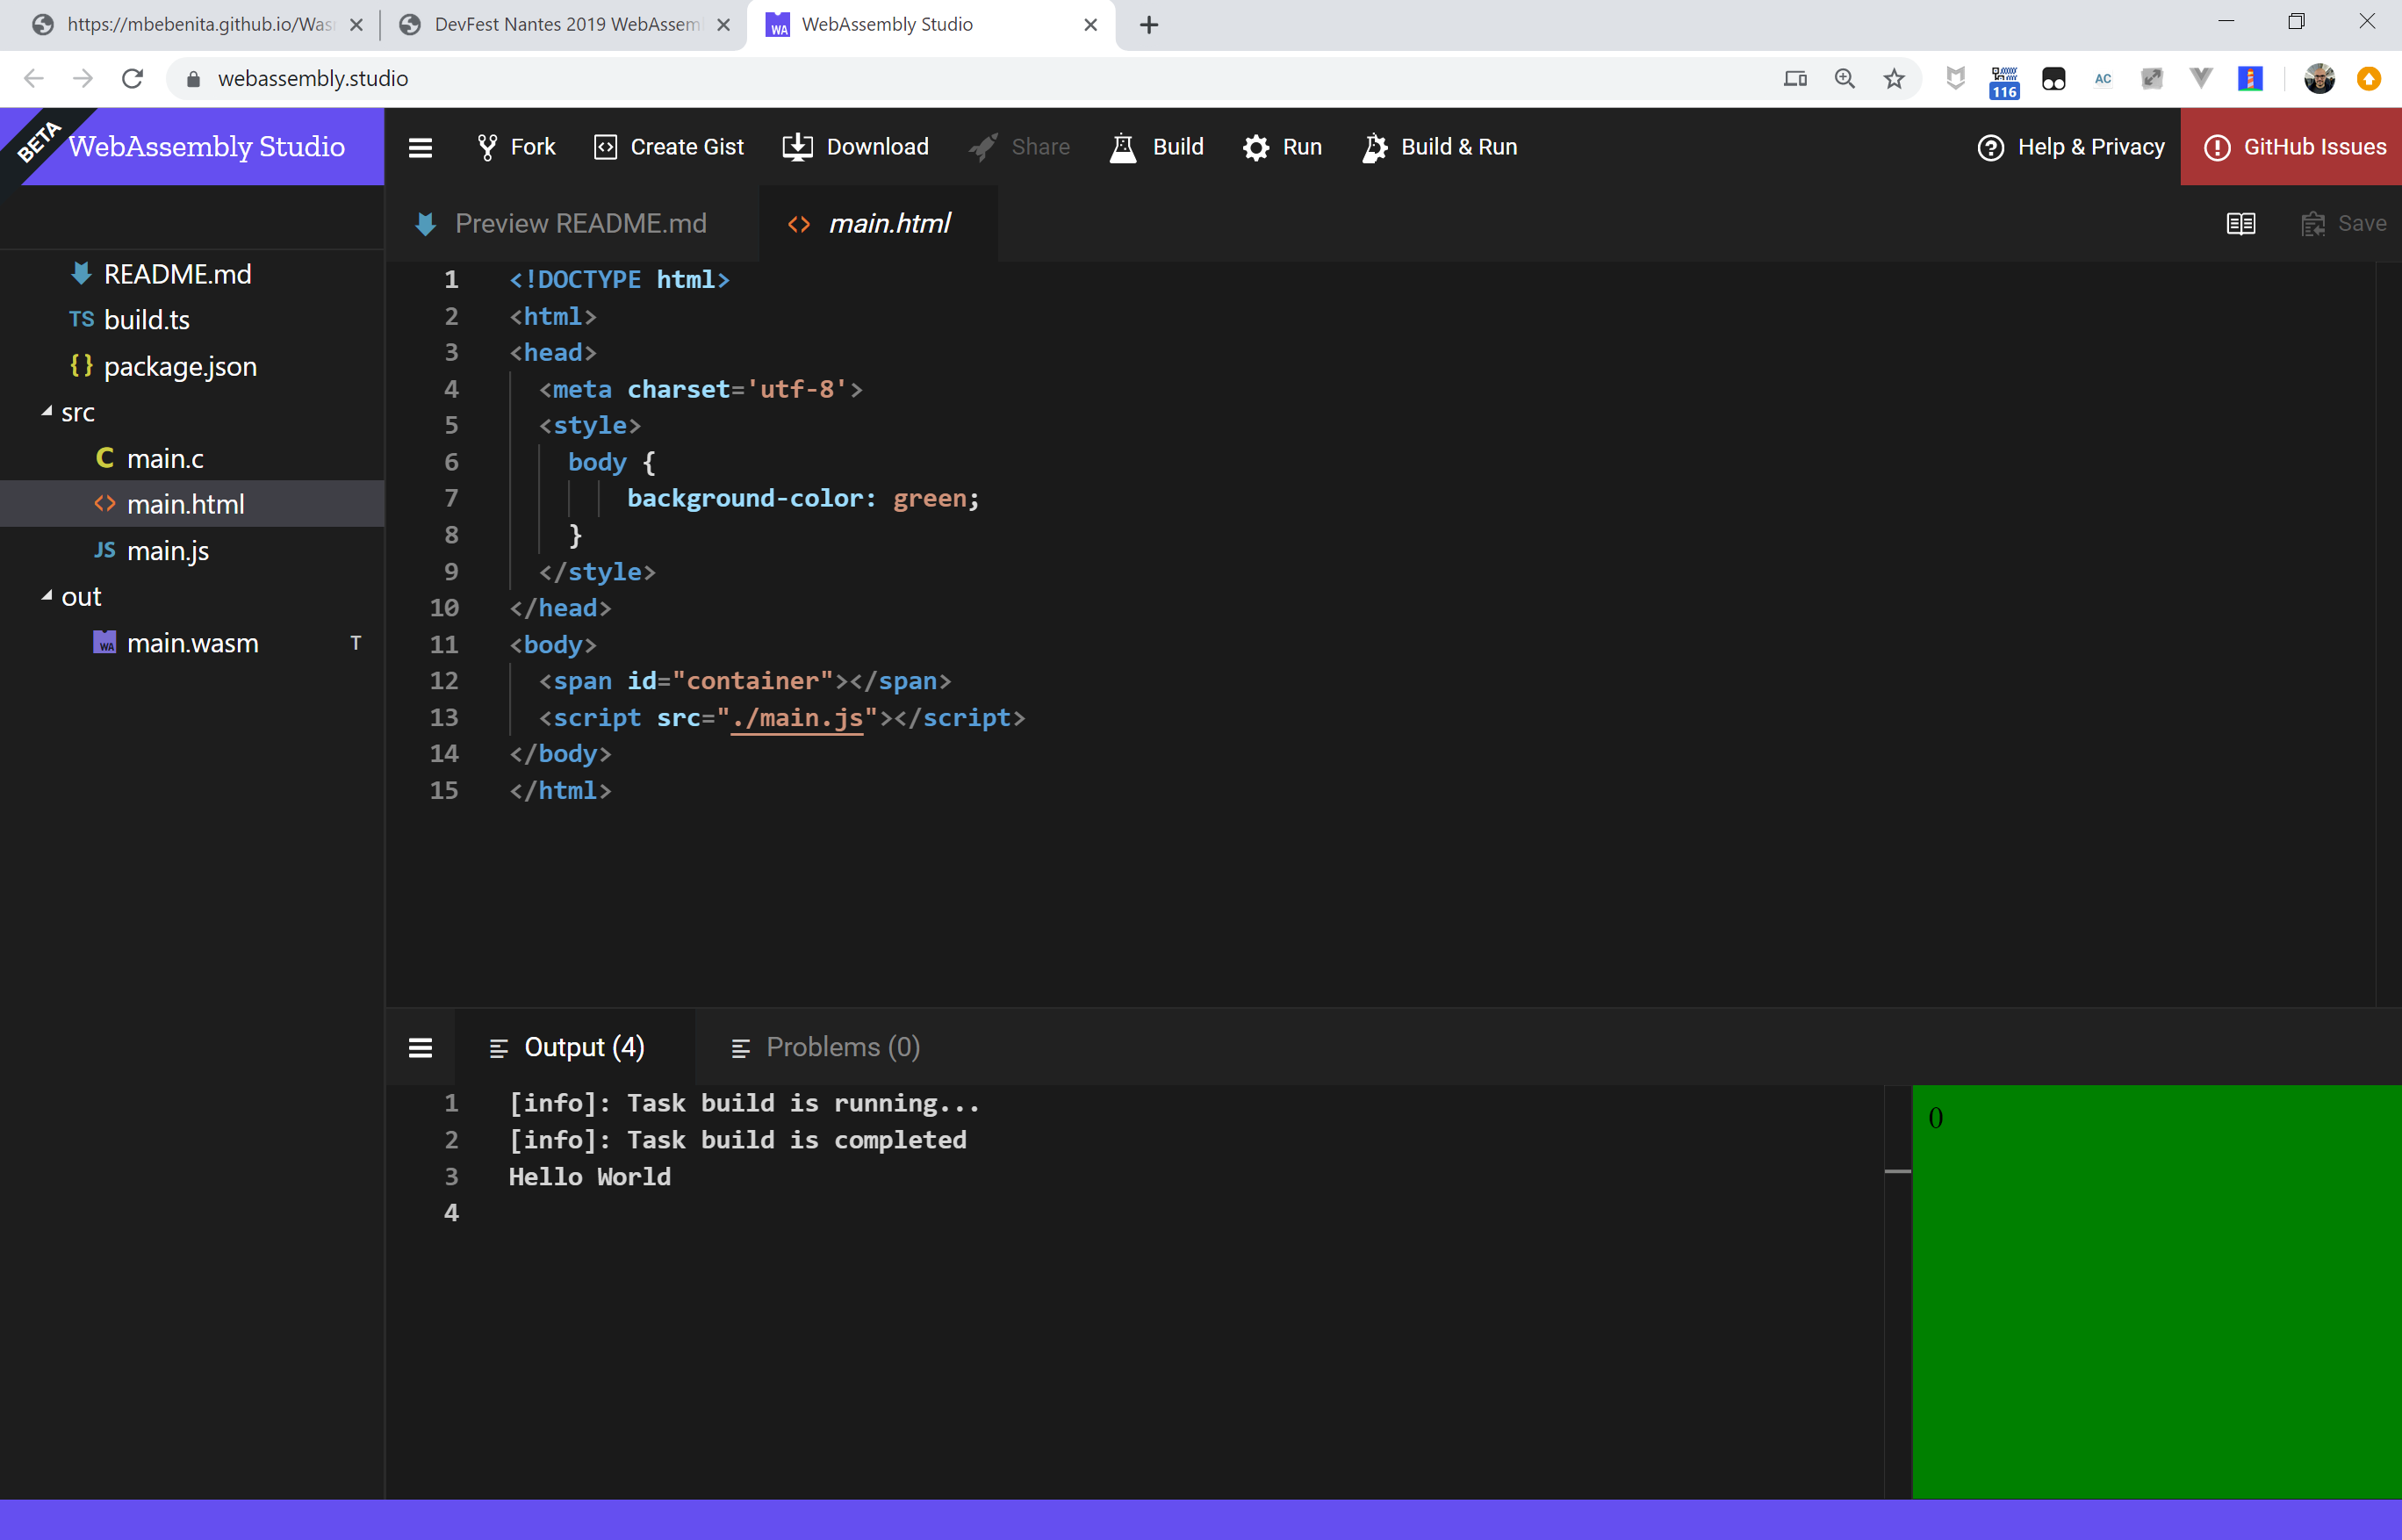 https://mbebenita.github.io/Was
DevFest Nantes 2019 WebAssem
WebAssembly Studio
webassembly.studio
116
AC
BETA
WebAssembly Studio
Fork
Create Gist
Download
Share
Build
Run
Build & Run
Help & Privacy
GitHub Issues
Preview README.md
main.html
Save
README.md
TS build.ts
{} package.json
src
C main.c
<> main.html
JS main.js
out
WA main.wasm T
1 <!DOCTYPE html>
2 <html>
3 <head>
4 <meta charset='utf-8'>
5 <style>
6 body {
7 background-color: green;
8 }
9 </style>
10 </head>
11 <body>
12 <span id="container"></span>
13 <script src="./main.js"></script>
14 </body>
15 </html>
Output (4)
Problems (0)
1 [info]: Task build is running...
2 [info]: Task build is completed
3 Hello World
4
0